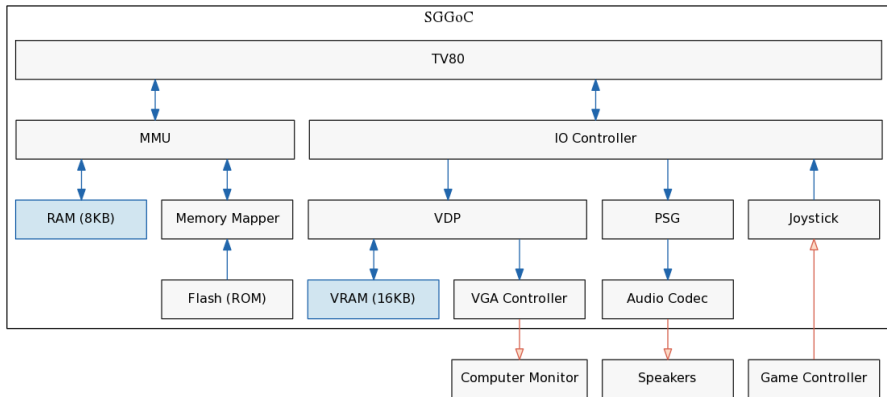 SGGoC
TV80
MMU
IO Controller
RAM (8KB)
Memory Mapper
VDP
PSG
Joystick
Flash (ROM)
VRAM (16KB)
VGA Controller
Audio Codec
Computer Monitor
Speakers
Game Controller